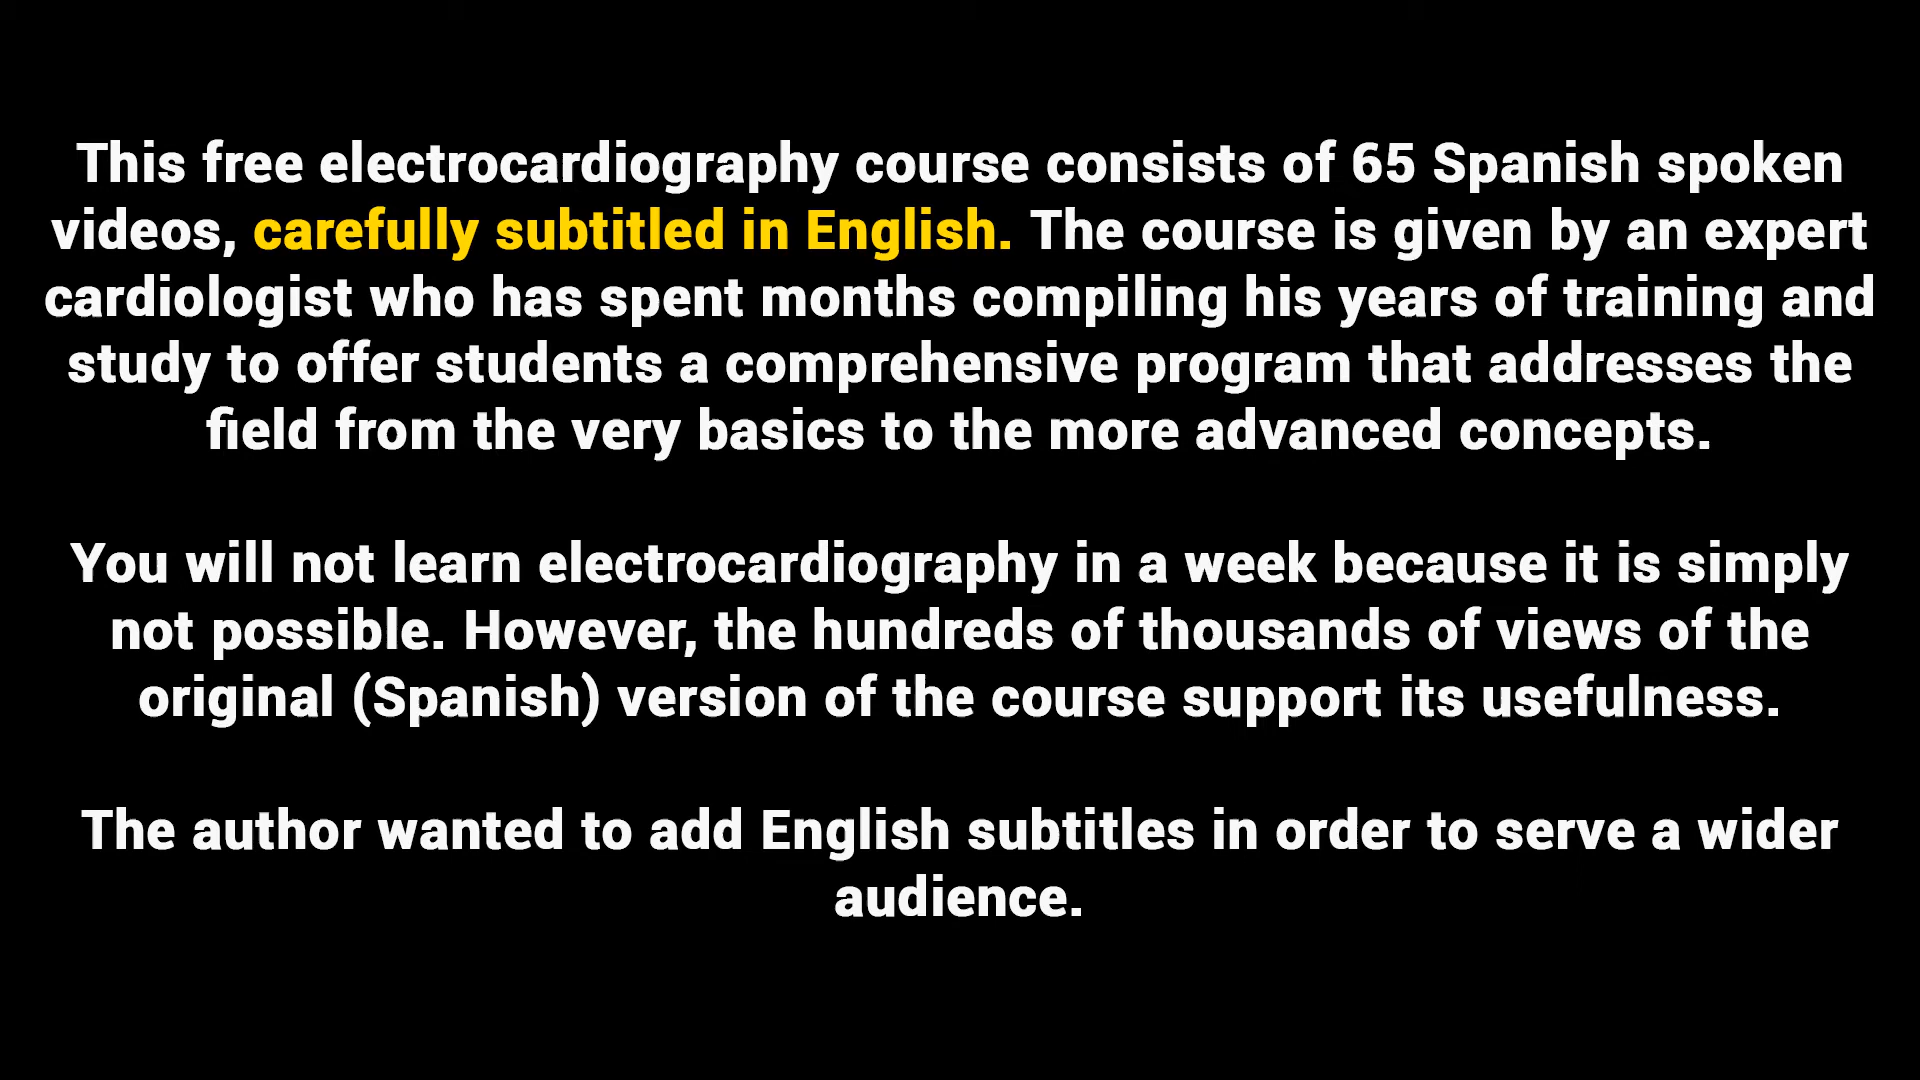 This free electrocardiography course consists of 65 Spanish spoken
videos, carefully subtitled in English. The course is given by an expert
cardiologist who has spent months compiling his years of training and
study to offer students a comprehensive program that addresses the
field from the very basics to the more advanced concepts.
You will not learn electrocardiography in a week because it is simply
not possible. However, the hundreds of thousands of views of the
original (Spanish) version of the course support its usefulness.
The author wanted to add English subtitles in order to serve a wider
audience.